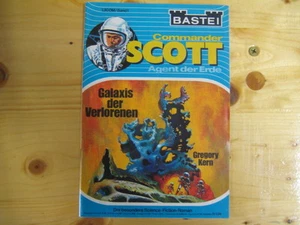 BASTEI
Commander
SCOTT
Agent der Erde
Galaxis
der
Verlorenen
Gregory
Kern